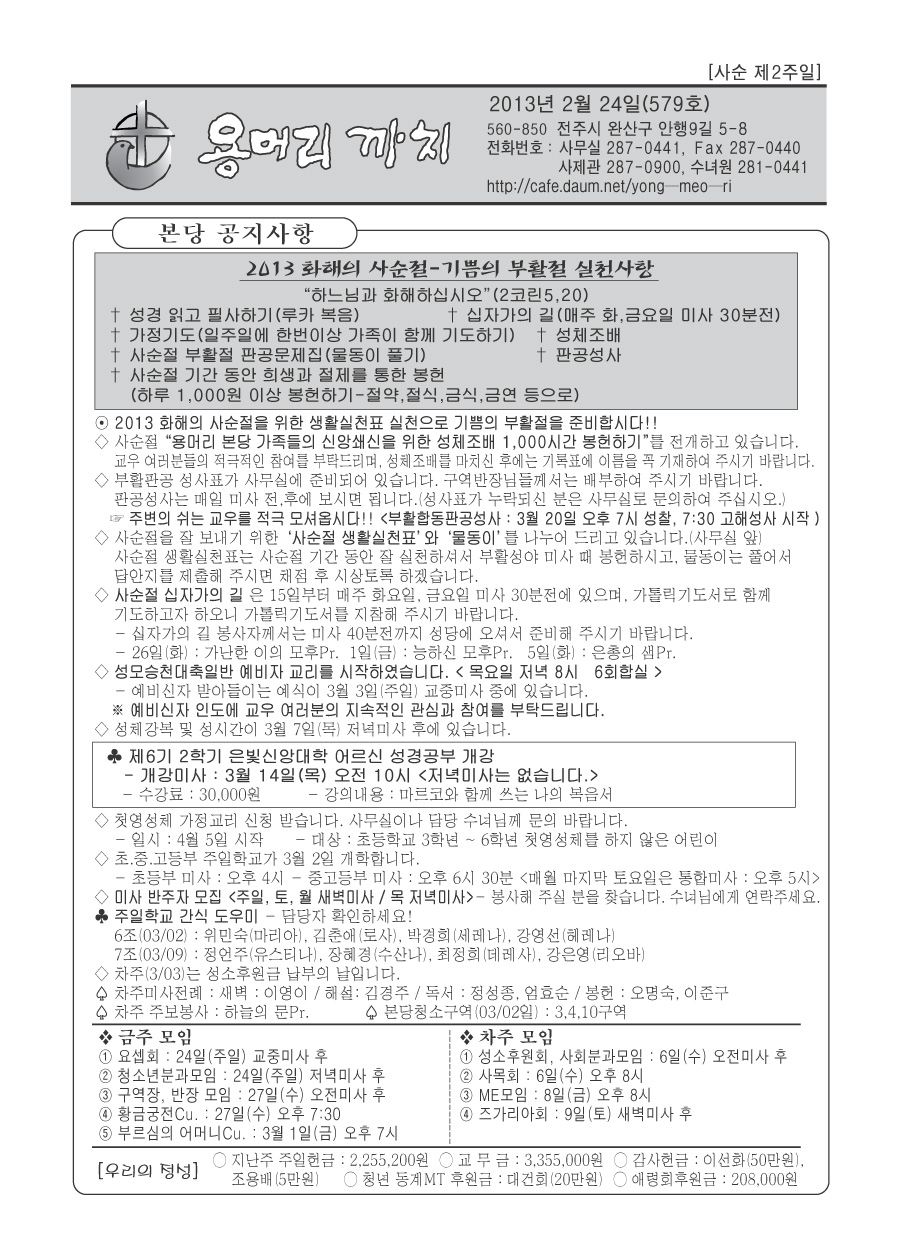 [사순 제2주일]
용머리 까치
2013년 2월 24일(579호)
560-850 전주시 완산구 안행9길 5-8
전화번호 : 사무실 287-0441, Fax 287-0440
사제관 287-0900, 수녀원 281-0441
http://cafe.daum.net/yong—meo—ri
본당 공지사항
2013 화해의 사순절-기쁨의 부활절 실천사항
“하느님과 화해하십시오”(2코린5,20)
† 성경 읽고 필사하기(루카 복음) † 십자가의 길(매주 화,금요일 미사 30분전)
† 가정기도(일주일에 한번이상 가족이 함께 기도하기) † 성체조배
† 사순절 부활절 판공문제집(물동이 풀기) † 판공성사
† 사순절 기간 동안 희생과 절제를 통한 봉헌
(하루 1,000원 이상 봉헌하기-절약,절식,금식,금연 등으로)
⊙ 2013 화해의 사순절을 위한 생활실천표 실천으로 기쁨의 부활절을 준비합시다!!
◇ 사순절 “용머리 본당 가족들의 신앙쇄신을 위한 성체조배 1,000시간 봉헌하기”를 전개하고 있습니다.
교우 여러분들의 적극적인 참여를 부탁드리며, 성체조배를 마치신 후에는 기록표에 이름을 꼭 기재하여 주시기 바랍니다.
◇ 부활판공 성사표가 사무실에 준비되어 있습니다. 구역반장님들께서는 배부하여 주시기 바랍니다.
판공성사는 매일 미사 전,후에 보시면 됩니다.(성사표가 누락되신 분은 사무실로 문의하여 주십시오.)
☞ 주변의 쉬는 교우를 적극 모셔옵시다!! <부활합동판공성사 : 3월 20일 오후 7시 성찰, 7:30 고해성사 시작 )
◇ 사순절을 잘 보내기 위한 ‘사순절 생활실천표’와 ‘물동이’를 나누어 드리고 있습니다.(사무실 앞)
사순절 생활실천표는 사순절 기간 동안 잘 실천하셔서 부활성야 미사 때 봉헌하시고, 물동이는 풀어서
답안지를 제출해 주시면 채점 후 시상토록 하겠습니다.
◇ 사순절 십자가의 길 은 15일부터 매주 화요일, 금요일 미사 30분전에 있으며, 가톨릭기도서로 함께
기도하고자 하오니 가톨릭기도서를 지참해 주시기 바랍니다.
- 십자가의 길 봉사자께서는 미사 40분전까지 성당에 오셔서 준비해 주시기 바랍니다.
- 26일(화) : 가난한 이의 모후Pr. 1일(금) : 능하신 모후Pr. 5일(화) : 은총의 샘Pr.
◇ 성모승천대축일반 예비자 교리를 시작하였습니다. < 목요일 저녁 8시 6회합실 >
- 예비신자 받아들이는 예식이 3월 3일(주일) 교중미사 중에 있습니다.
※ 예비신자 인도에 교우 여러분의 지속적인 관심과 참여를 부탁드립니다.
◇ 성체강복 및 성시간이 3월 7일(목) 저녁미사 후에 있습니다.
♣ 제6기 2학기 은빛신앙대학 어르신 성경공부 개강
- 개강미사 : 3월 14일(목) 오전 10시 <저녁미사는 없습니다.>
- 수강료 : 30,000원 - 강의내용 : 마르코와 함께 쓰는 나의 복음서
◇ 첫영성체 가정교리 신청 받습니다. 사무실이나 담당 수녀님께 문의 바랍니다.
- 일시 : 4월 5일 시작 - 대상 : 초등학교 3학년 ~ 6학년 첫영성체를 하지 않은 어린이
◇ 초.중.고등부 주일학교가 3월 2일 개학합니다.
- 초등부 미사 : 오후 4시 - 중고등부 미사 : 오후 6시 30분 <매월 마지막 토요일은 통합미사 : 오후 5시>
◇ 미사 반주자 모집 <주일, 토, 월 새벽미사 / 목 저녁미사>- 봉사해 주실 분을 찾습니다. 수녀님에게 연락주세요.
♣ 주일학교 간식 도우미 - 담당자 확인하세요!
6조(03/02) : 위민숙(마리아), 김춘애(로사), 박경희(세레나), 강영선(헤레나)
7조(03/09) : 정언주(유스티나), 장혜경(수산나), 최정희(데레사), 강은영(리오바)
◇ 차주(3/03)는 성소후원금 납부의 날입니다.
♤ 차주미사전례 : 새벽 : 이영이 / 해설: 김경주 / 독서 : 정성종, 엄효순 / 봉헌 : 오명숙, 이준구
♤ 차주 주보봉사 : 하늘의 문Pr. ♤ 본당청소구역(03/02일) : 3,4,10구역
❖ 금주 모임
① 요셉회 : 24일(주일) 교중미사 후
② 청소년분과모임 : 24일(주일) 저녁미사 후
③ 구역장, 반장 모임 : 27일(수) 오전미사 후
④ 황금궁전Cu. : 27일(수) 오후 7:30
⑤ 부르심의 어머니Cu. : 3월 1일(금) 오후 7시
❖ 차주 모임
① 성소후원회, 사회분과모임 : 6일(수) 오전미사 후
② 사목회 : 6일(수) 오후 8시
③ ME모임 : 8일(금) 오후 8시
④ 즈가리아회 : 9일(토) 새벽미사 후
[우리의 정성]
○ 지난주 주일헌금 : 2,255,200원 ○ 교 무 금 : 3,355,000원 ○ 감사헌금 : 이선화(50만원),
조용배(5만원) ○ 청년 동계MT 후원금 : 대건회(20만원) ○ 애령회후원금 : 208,000원